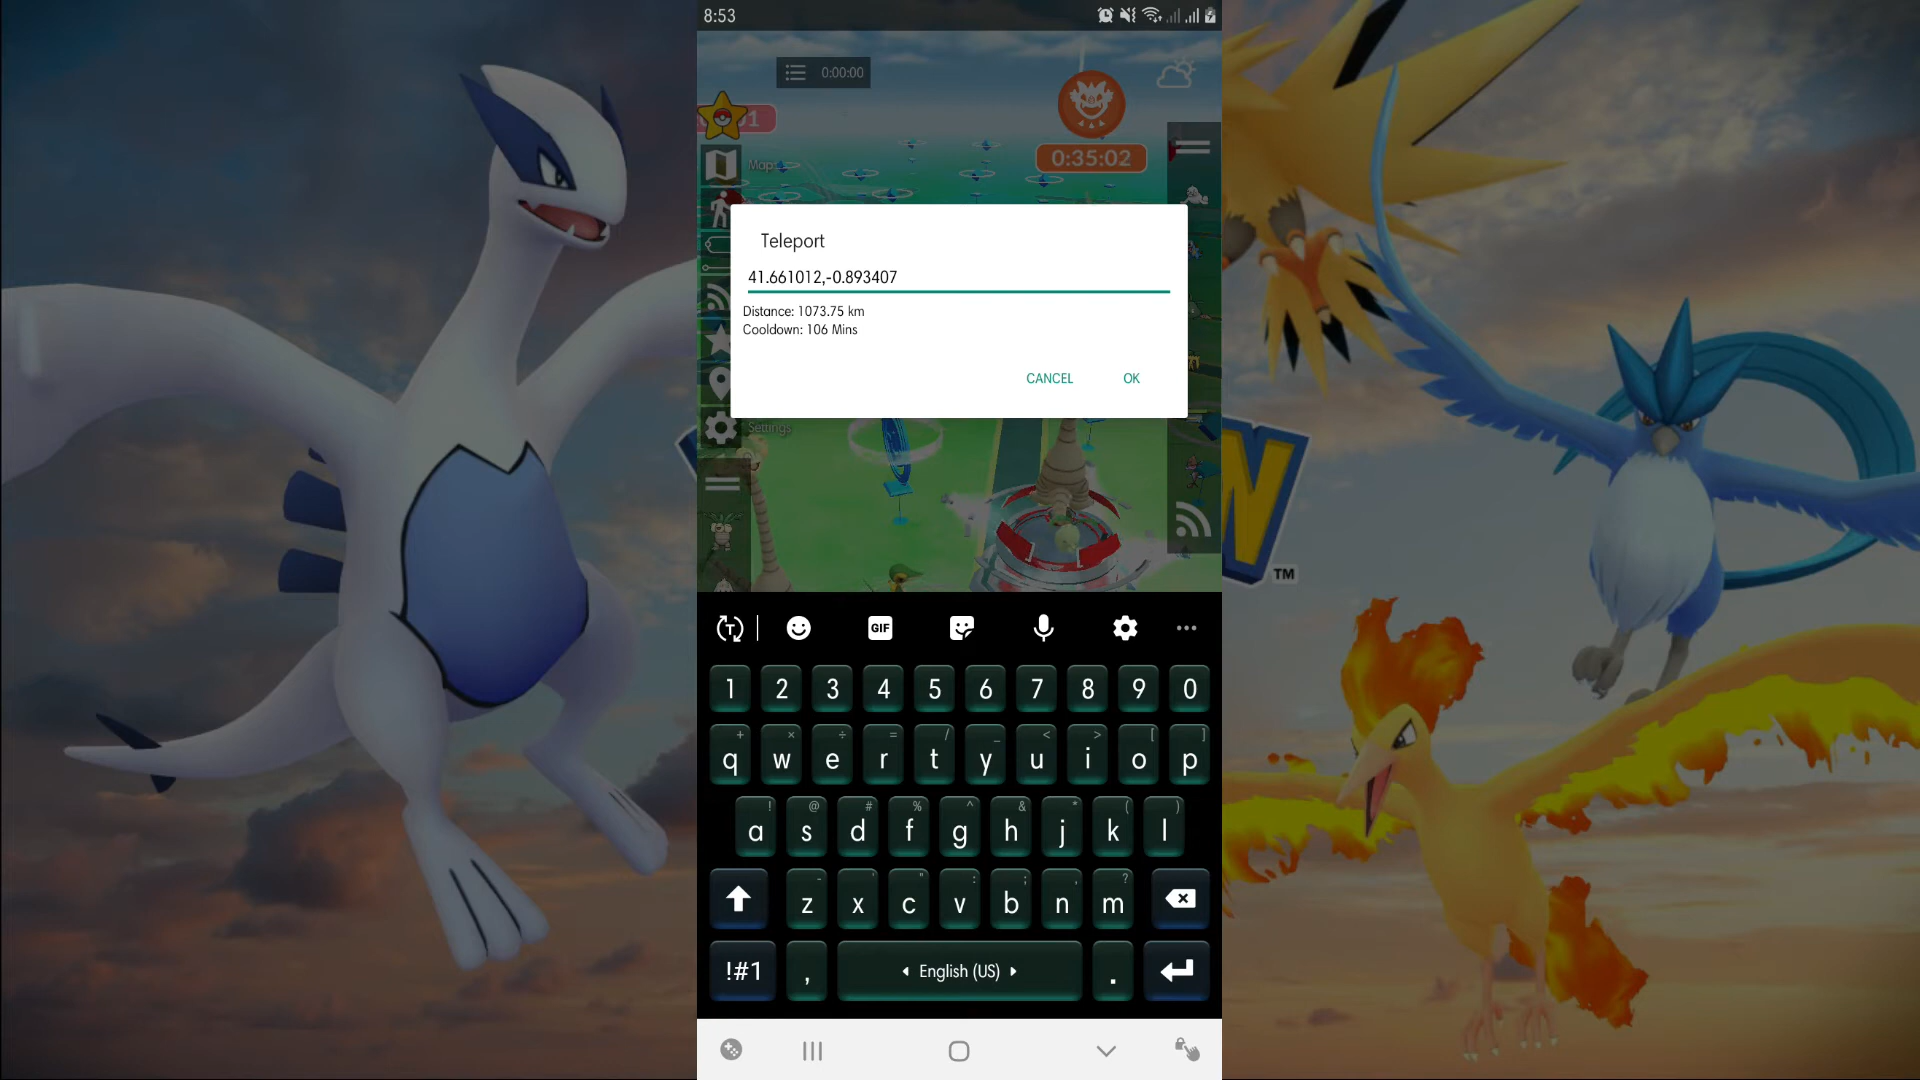 8:53
0:00:00
1
0:35:02
Map
Teleport
41.661012,-0.893407
Distance: 1073.75 km
Cooldown: 106 Mins
CANCEL OK
Settings
N
TM
T GIF
1 2 3 4 5 6 7 8 9 0
+ × ÷ = / _ < > [ ]
q w e r t y u i o p
! @ # % ^ & * ( )
a s d f g h j k l
- ' " : ; , ?
z x c v b n m
!#1 , English (US) .